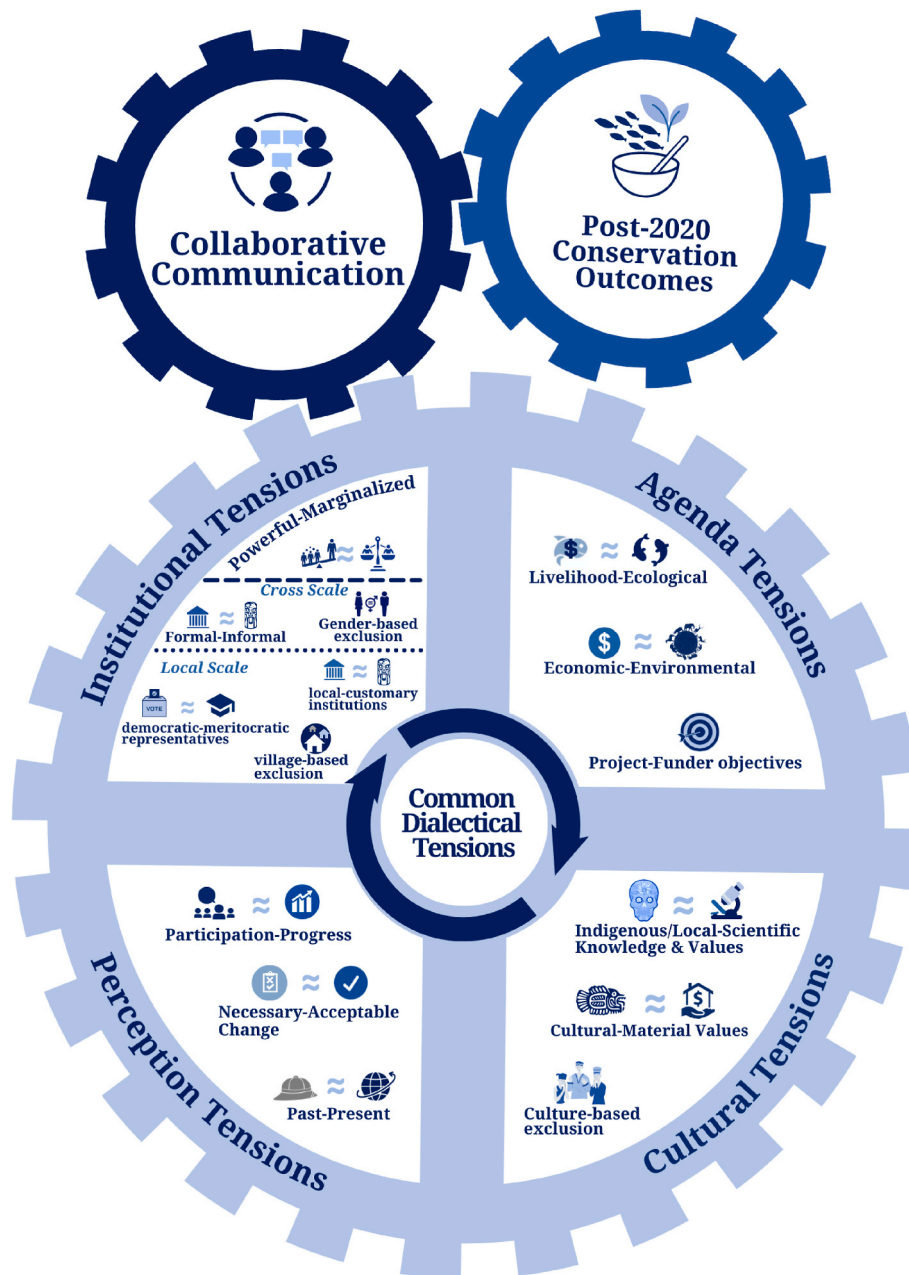 Collaborative
Communication
Post-2020
Conservation
Outcomes
Institutional Tensions
Powerful-Marginalized
Cross Scale
Formal-Informal
Gender-based
exclusion
Local Scale
local-customary
institutions
VOTE
democratic-meritocratic
representatives
village-based
exclusion
Agenda Tensions
$
Livelihood-Ecological
$
Economic-Environmental
Project-Funder objectives
Common
Dialectical
Tensions
Perception Tensions
Participation-Progress
Necessary-Acceptable
Change
Past-Present
Cultural Tensions
Indigenous/Local-Scientific
Knowledge & Values
$
Cultural-Material Values
Culture-based
exclusion